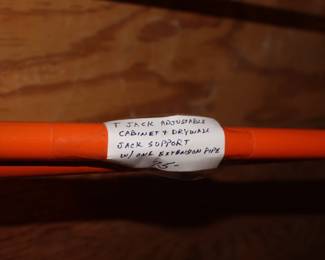 T JACK ADJUSTABLE
CABINET & DRYWALL
JACK SUPPORT
W/ ONE EXTENSION PIPE